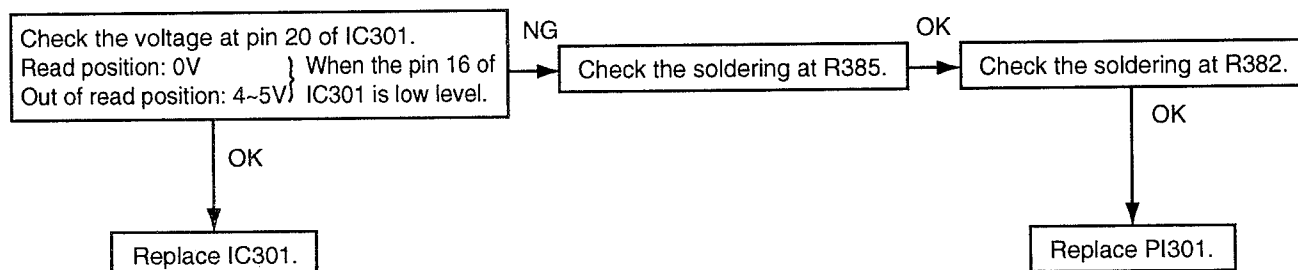 Check the voltage at pin 20 of IC301.
Read position: 0V } When the pin 16 of
Out of read position: 4~5V } IC301 is low level.
NG
Check the soldering at R385.
OK
Check the soldering at R382.
OK
OK
Replace IC301.
Replace PI301.